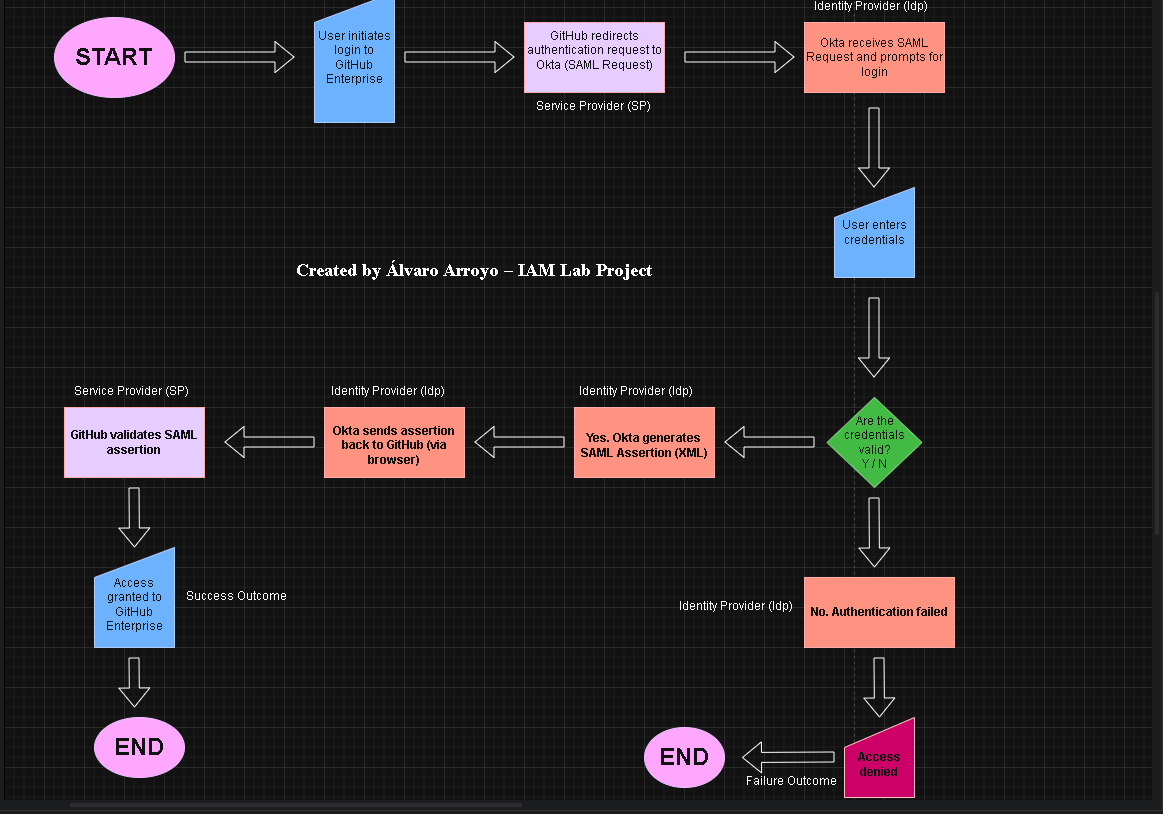 Identity Provider (Idp)
START
User initiates
login to
GitHub
Enterprise
GitHub redirects
authentication request to
Okta (SAML Request)
Service Provider (SP)
Okta receives SAML
Request and prompts for
login
User enters
credentials
Created by Álvaro Arroyo – IAM Lab Project
Are the
credentials
valid?
Y / N
Identity Provider (Idp)
Yes. Okta generates
SAML Assertion (XML)
Identity Provider (Idp)
Okta sends assertion
back to GitHub (via
browser)
Service Provider (SP)
GitHub validates SAML
assertion
Access
granted to
GitHub
Enterprise
Success Outcome
END
Identity Provider (Idp)
No. Authentication failed
Access
denied
Failure Outcome
END